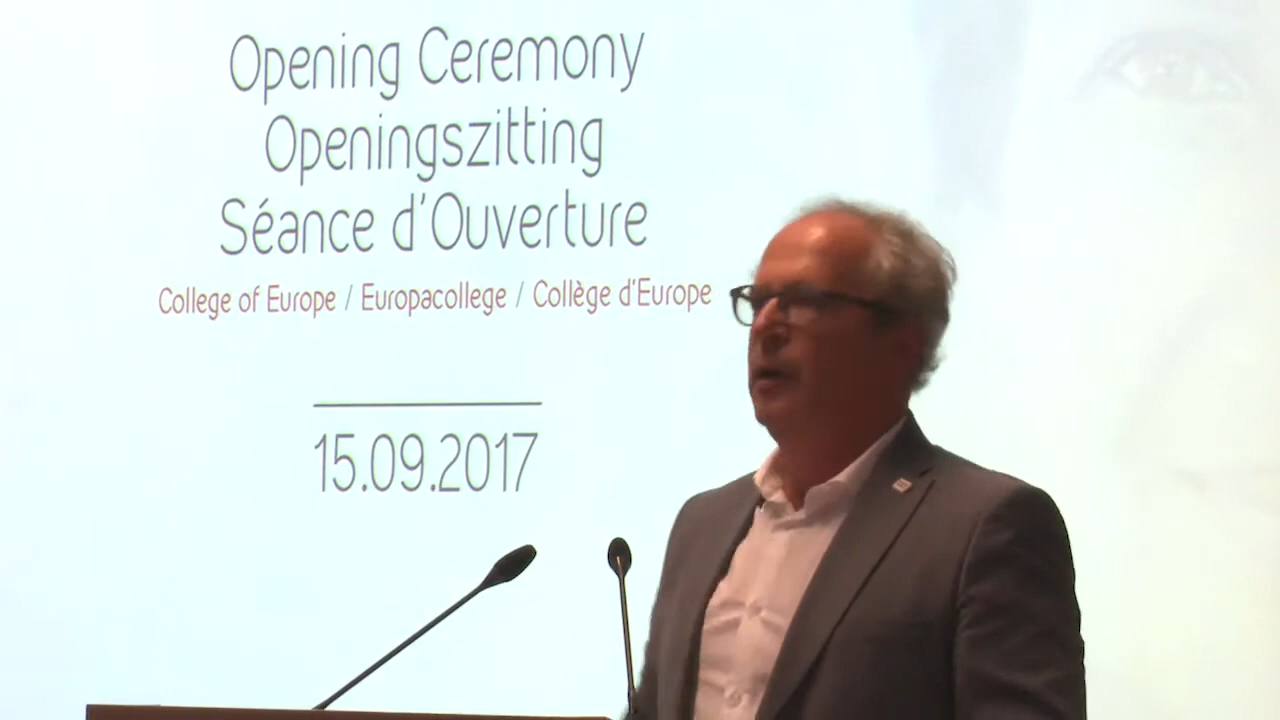 Opening Ceremony
Openingszitting
Séance d'Ouverture
College of Europe / Europacollege / Collège d'Europe
15.09.2017